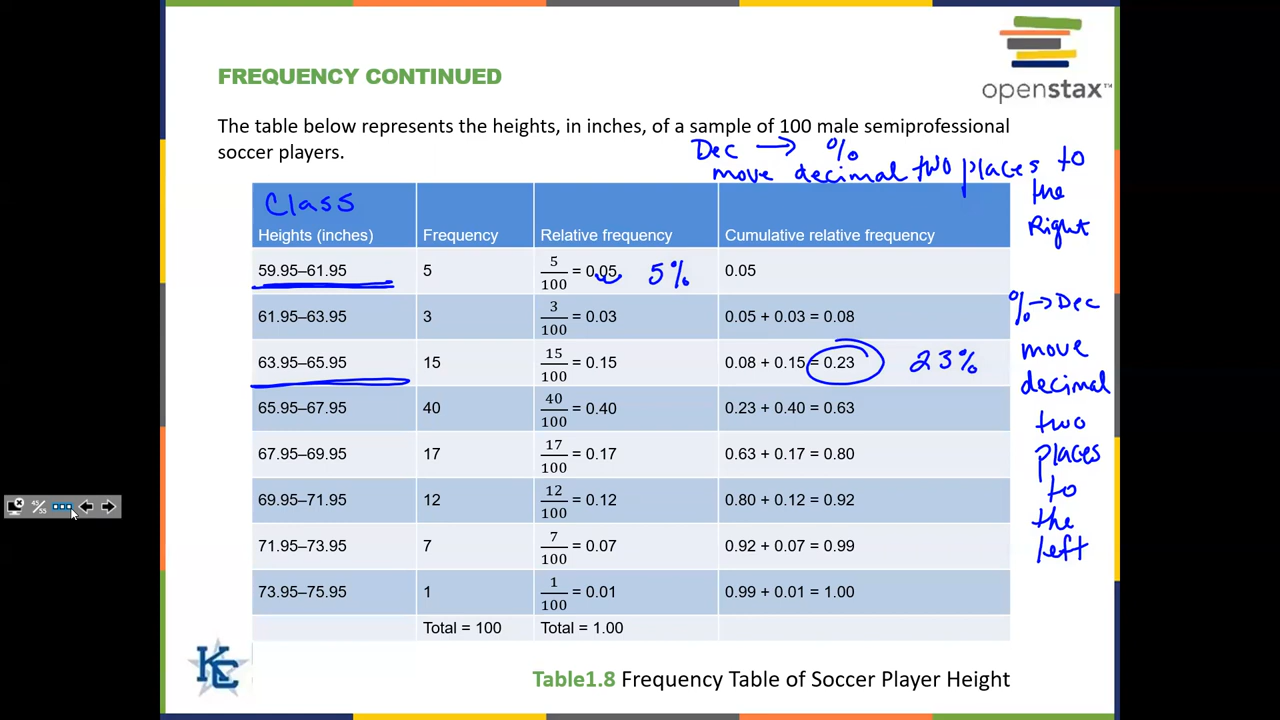 openstax™
FREQUENCY CONTINUED
The table below represents the heights, in inches, of a sample of 100 male semiprofessional
soccer players.
Dec → %
move decimal two places to
the
Right
Class
Heights (inches) Frequency Relative frequency Cumulative relative frequency
59.95–61.95 5 5/100 = 0.05 5% 0.05
61.95–63.95 3 3/100 = 0.03 0.05 + 0.03 = 0.08
63.95–65.95 15 15/100 = 0.15 0.08 + 0.15 = 0.23 23%
65.95–67.95 40 40/100 = 0.40 0.23 + 0.40 = 0.63
67.95–69.95 17 17/100 = 0.17 0.63 + 0.17 = 0.80
69.95–71.95 12 12/100 = 0.12 0.80 + 0.12 = 0.92
71.95–73.95 7 7/100 = 0.07 0.92 + 0.07 = 0.99
73.95–75.95 1 1/100 = 0.01 0.99 + 0.01 = 1.00
Total = 100 Total = 1.00
% → Dec
move
decimal
two
places
to
the
left
45/55
KC
Table1.8 Frequency Table of Soccer Player Height